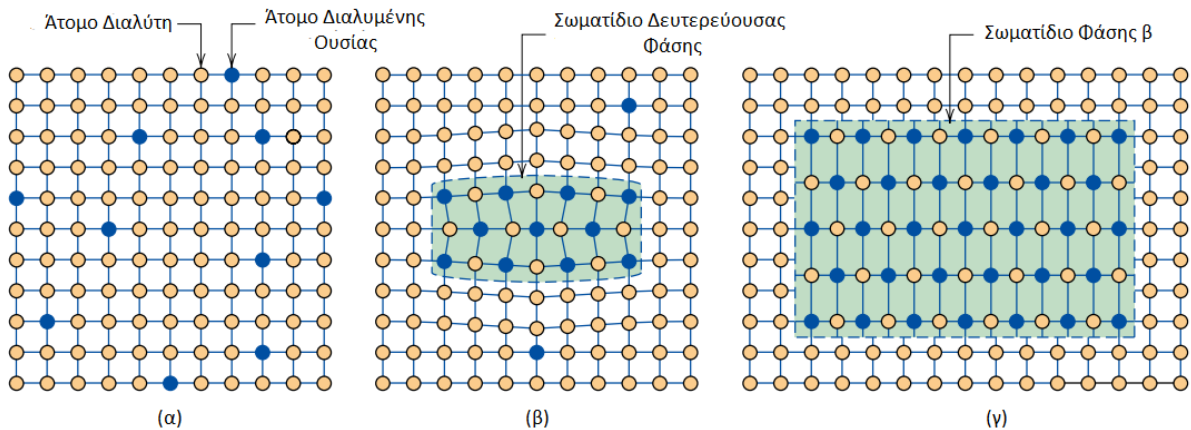 Άτομο Διαλύτη
Άτομο Διαλυμένης
Ουσίας
Σωματίδιο Δευτερεύουσας
Φάσης
Σωματίδιο Φάσης β
(α)
(β)
(γ)